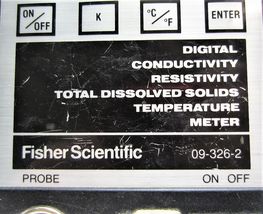 ON/OFF K °C/°F ENTER
DIGITAL
CONDUCTIVITY
RESISTIVITY
TOTAL DISSOLVED SOLIDS
TEMPERATURE
METER
Fisher Scientific 09-326-2
PROBE ON OFF